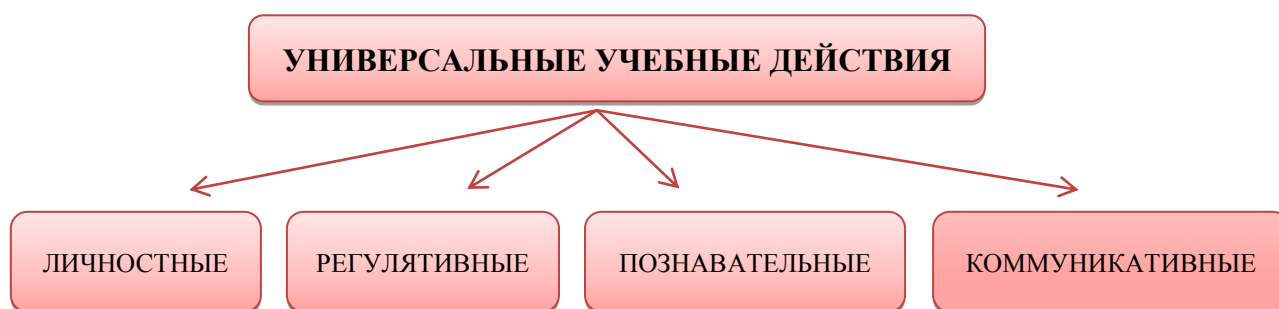 УНИВЕРСАЛЬНЫЕ УЧЕБНЫЕ ДЕЙСТВИЯ
ЛИЧНОСТНЫЕ
РЕГУЛЯТИВНЫЕ
ПОЗНАВАТЕЛЬНЫЕ
КОММУНИКАТИВНЫЕ